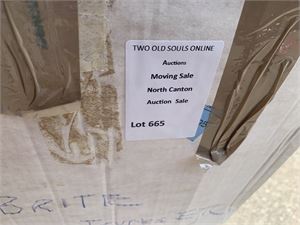 TWO OLD SOULS ONLINE
Auctions
Moving Sale
North Canton
Auction Sale
Lot 665
BRITE